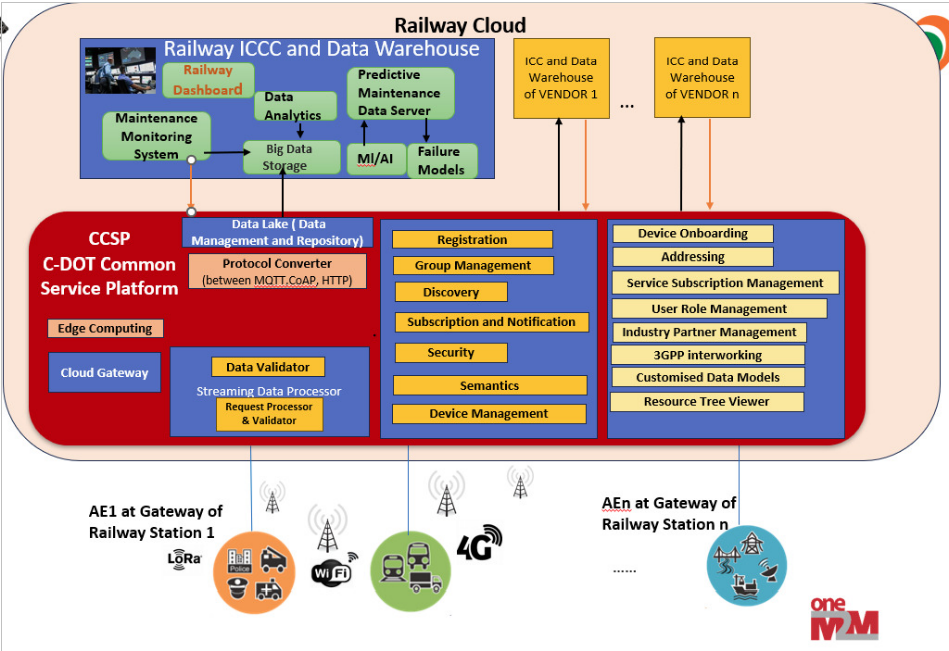 Railway Cloud
Railway ICCC and Data Warehouse
Railway
Dashboard
Data
Analytics
Predictive
Maintenance
Data Server
Maintenance
Monitoring
System
Big Data
Storage
Ml/AI
Failure
Models
ICC and Data
Warehouse
of VENDOR 1
...
ICC and Data
Warehouse
of VENDOR n
CCSP
C-DOT Common
Service Platform
Data Lake ( Data
Management and Repository)
Protocol Converter
(between MQTT.CoAP, HTTP)
Edge Computing
Cloud Gateway
Data Validator
Streaming Data Processor
Request Processor
& Validator
Registration
Group Management
Discovery
Subscription and Notification
Security
Semantics
Device Management
Device Onboarding
Addressing
Service Subscription Management
User Role Management
Industry Partner Management
3GPP interworking
Customised Data Models
Resource Tree Viewer
AE1 at Gateway of
Railway Station 1
LoRa
Police
WiFi
4G
AEn at Gateway of
Railway Station n
......
one
M2M